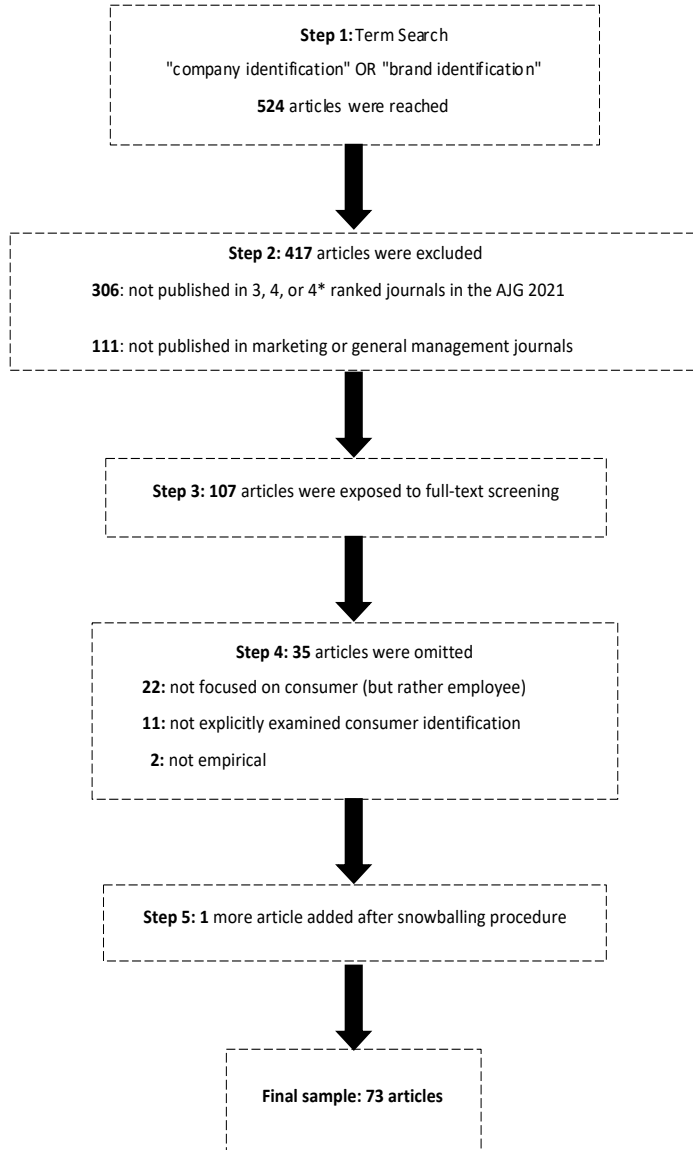 Step 1: Term Search
"company identification" OR "brand identification"
524 articles were reached
Step 2: 417 articles were excluded
306: not published in 3, 4, or 4* ranked journals in the AJG 2021
111: not published in marketing or general management journals
Step 3: 107 articles were exposed to full-text screening
Step 4: 35 articles were omitted
22: not focused on consumer (but rather employee)
11: not explicitly examined consumer identification
2: not empirical
Step 5: 1 more article added after snowballing procedure
Final sample: 73 articles